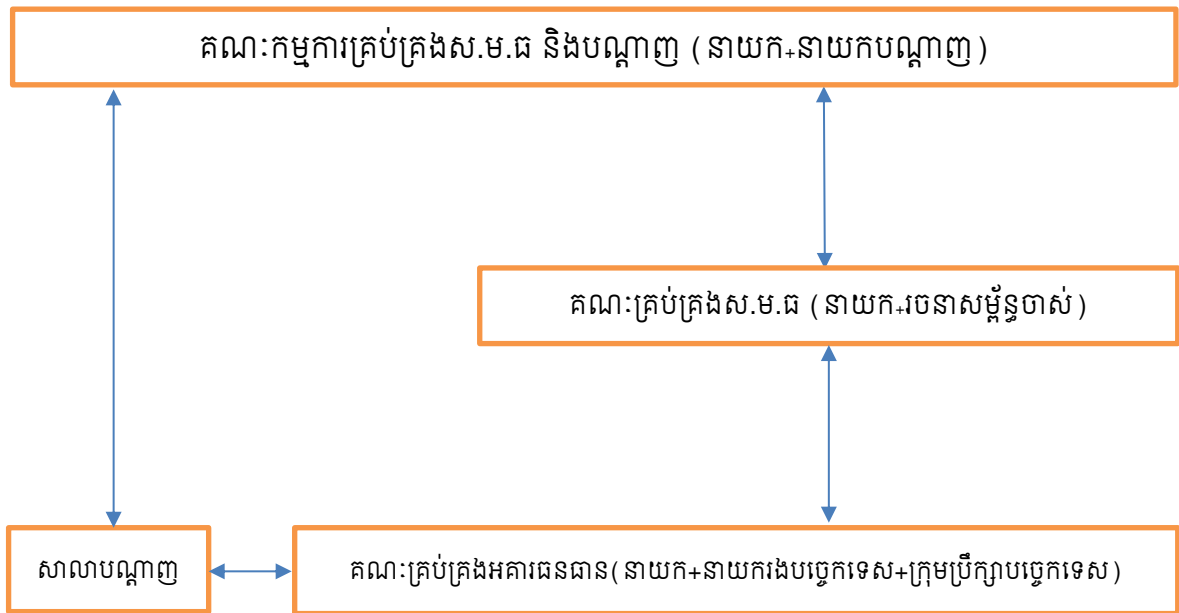 គណៈកម្មការគ្រប់គ្រងស.ម.ធ និងបណ្តាញ (នាយក+នាយកបណ្តាញ)
គណៈគ្រប់គ្រងស.ម.ធ (នាយក+រចនាសម្ព័ន្ធចាស់)
សាលាបណ្តាញ
គណៈគ្រប់គ្រងអគារធនធាន(នាយក+នាយករងបច្ចេកទេស+ក្រុមប្រឹក្សាបច្ចេកទេស)